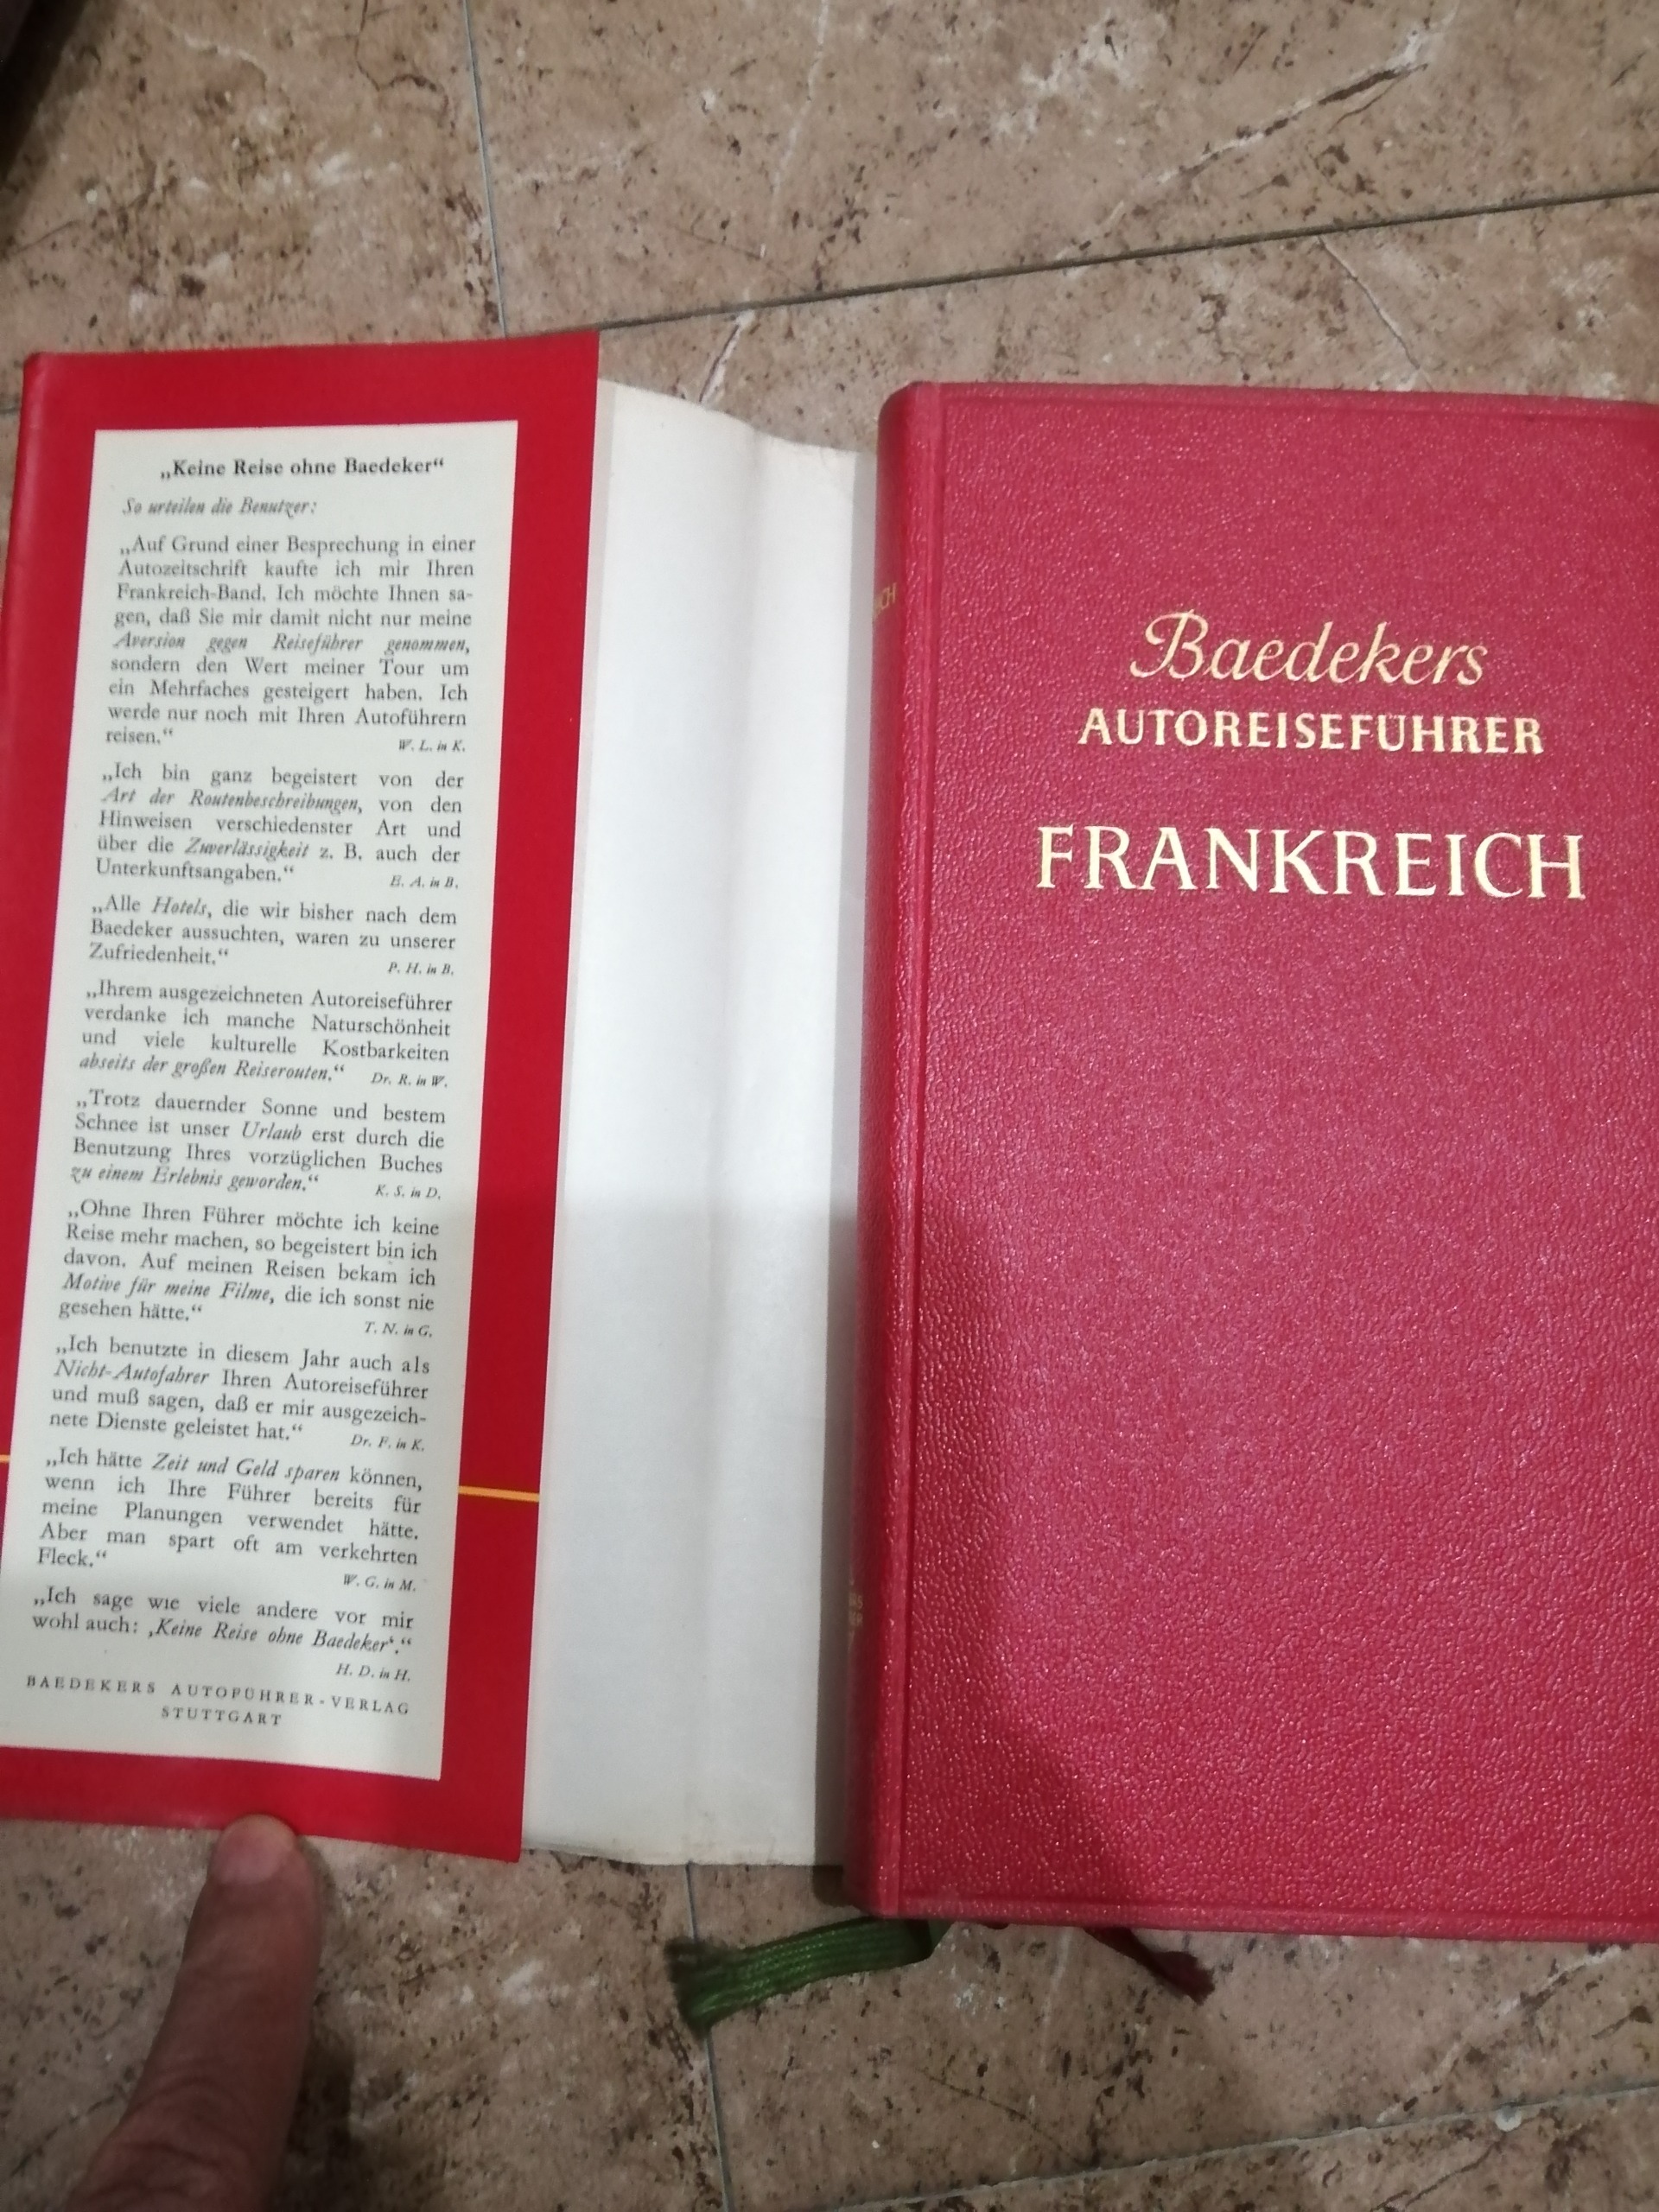 „Keine Reise ohne Baedeker“
So urteilen die Benutzer:
„Auf Grund einer Besprechung in einer
Autozeitschrift kaufte ich mir Ihren
Frankreich-Band. Ich möchte Ihnen sa-
gen, daß Sie mir damit nicht nur meine
Aversion gegen Reiseführer genommen,
sondern den Wert meiner Tour um
ein Mehrfaches gesteigert haben. Ich
werde nur noch mit Ihren Autoführern
reisen.“
W. L. in K.
„Ich bin ganz begeistert von der
Art der Routenbeschreibungen, von den
Hinweisen verschiedenster Art und
über die Zuverlässigkeit z. B. auch der
Unterkunftsangaben.“
E. A. in B.
„Alle Hotels, die wir bisher nach dem
Baedeker aussuchten, waren zu unserer
Zufriedenheit.“
P. H. in B.
„Ihrem ausgezeichneten Autoreiseführer
verdanke ich manche Naturschönheit
und viele kulturelle Kostbarkeiten
abseits der großen Reiserouten.“ Dr. R. in W.
„Trotz dauernder Sonne und bestem
Schnee ist unser Urlaub erst durch die
Benutzung Ihres vorzüglichen Buches
zu einem Erlebnis geworden.“
K. S. in D.
„Ohne Ihren Führer möchte ich keine
Reise mehr machen, so begeistert bin ich
davon. Auf meinen Reisen bekam ich
Motive für meine Filme, die ich sonst nie
gesehen hätte.“
T. N. in G.
„Ich benutzte in diesem Jahr auch als
Nicht-Autofahrer Ihren Autoreiseführer
und muß sagen, daß er mir ausgezeich-
nete Dienste geleistet hat.“
Dr. F. in K.
„Ich hätte Zeit und Geld sparen können,
wenn ich Ihre Führer bereits für
meine Planungen verwendet hätte.
Aber man spart oft am verkehrten
Fleck.“
W. G. in M.
„Ich sage wie viele andere vor mir
wohl auch: ‚Keine Reise ohne Baedeker‘.“
H. D. in H.
BAEDEKERS AUTOFÜHRER-VERLAG
STUTTGART
Baedekers
AUTOREISEFÜHRER
FRANKREICH